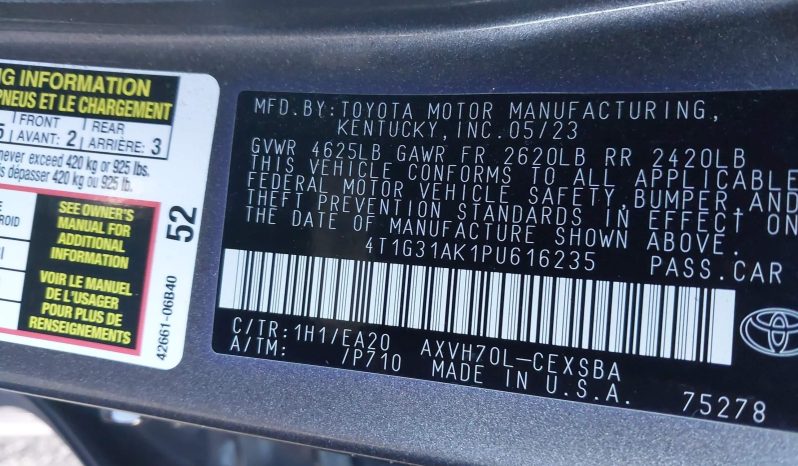 NG INFORMATION
PNEUS ET LE CHARGEMENT
5 FRONT AVANT: 2 REAR ARRIÈRE: 3
never exceed 420 kg or 925 lbs.
s dépasser 420 kg ou 925 lb.
SEE OWNER'S
MANUAL FOR
ADDITIONAL
INFORMATION
VOIR LE MANUEL
DE L'USAGER
POUR PLUS DE
RENSEIGNEMENTS
52
42661-06B40
MFD.BY:TOYOTA MOTOR MANUFACTURING,
KENTUCKY,INC.05/23
GVWR 4625LB GAWR FR 2620LB RR 2420LB
THIS VEHICLE CONFORMS TO ALL APPLICABLE
FEDERAL MOTOR VEHICLE SAFETY,BUMPER,AND
THEFT PREVENTION STANDARDS IN EFFECT ON
THE DATE OF MANUFACTURE SHOWN ABOVE.
4T1G31AK1PU616235 PASS.CAR
C/TR:1H1/EA20 AXVH70L-CEXSBA
A/TM: /P710 MADE IN U.S.A.
75278